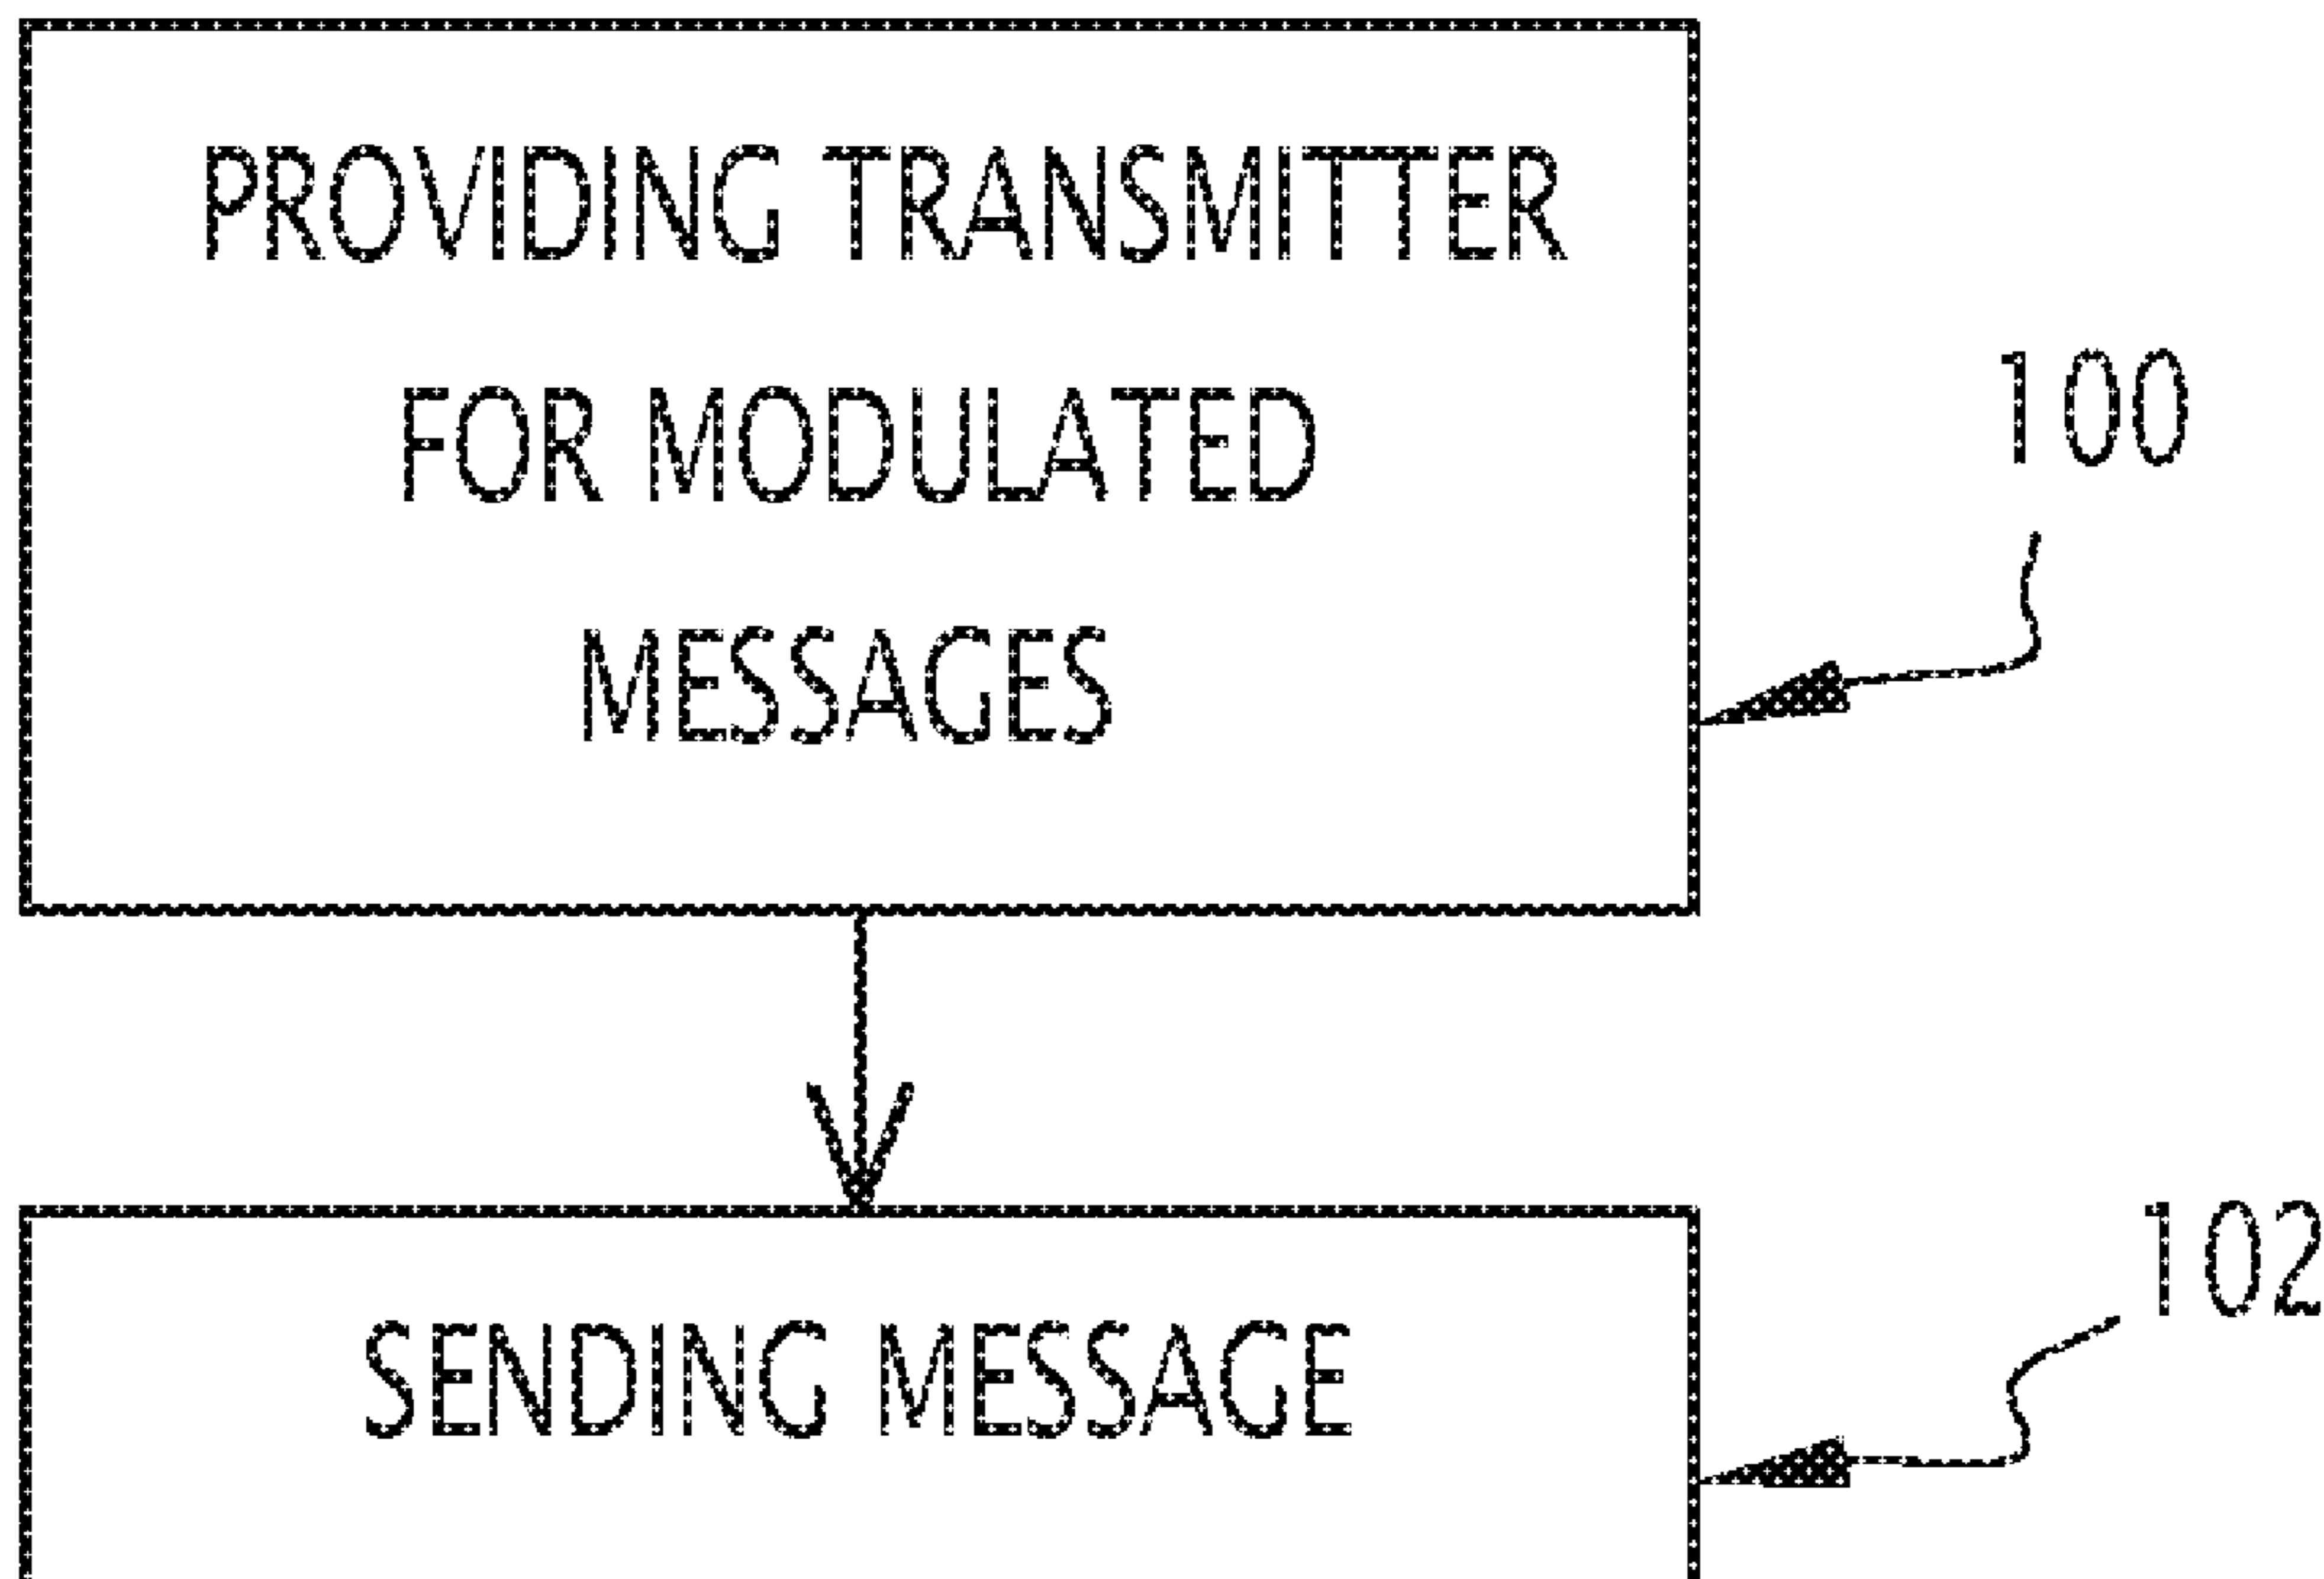 PROVIDING TRANSMITTER
FOR MODULATED
MESSAGES
100
102
SENDING MESSAGE